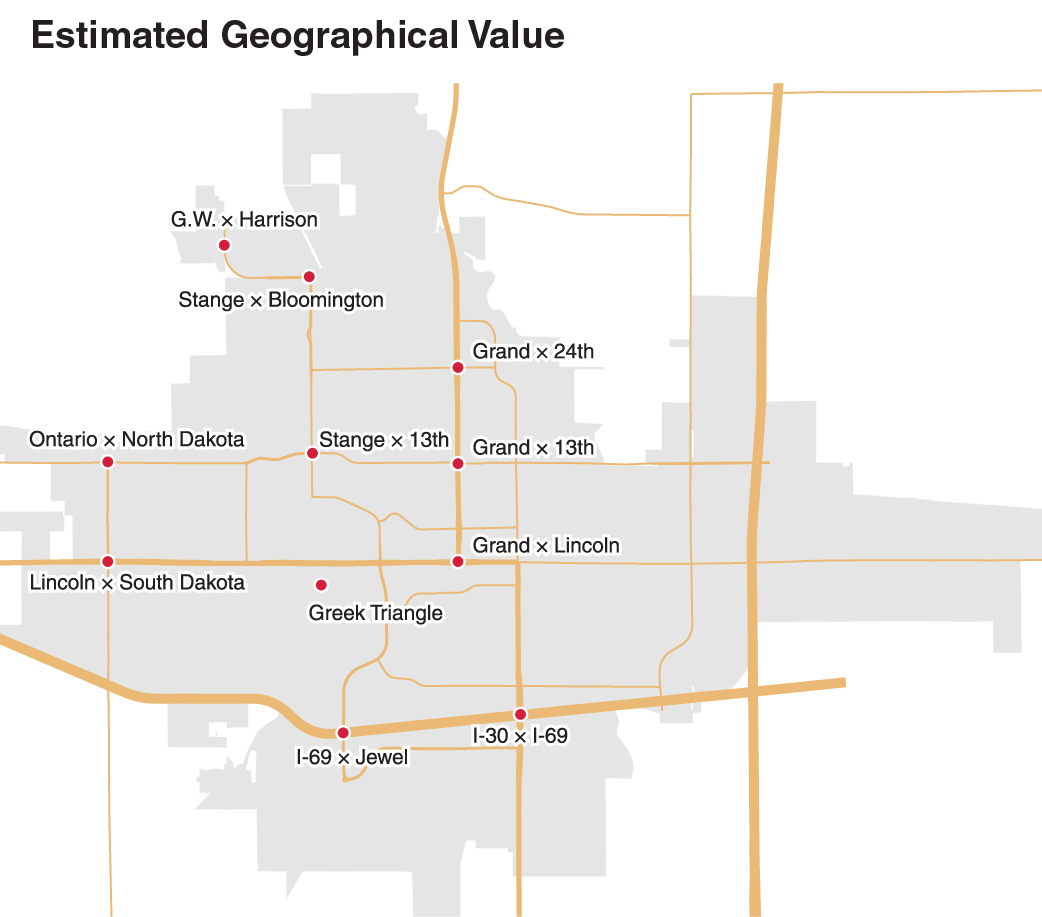 Estimated Geographical Value
G.W. × Harrison
Stange × Bloomington
Grand × 24th
Ontario × North Dakota
Stange × 13th
Grand × 13th
Grand × Lincoln
Lincoln × South Dakota
Greek Triangle
I-30 × I-69
I-69 × Jewel